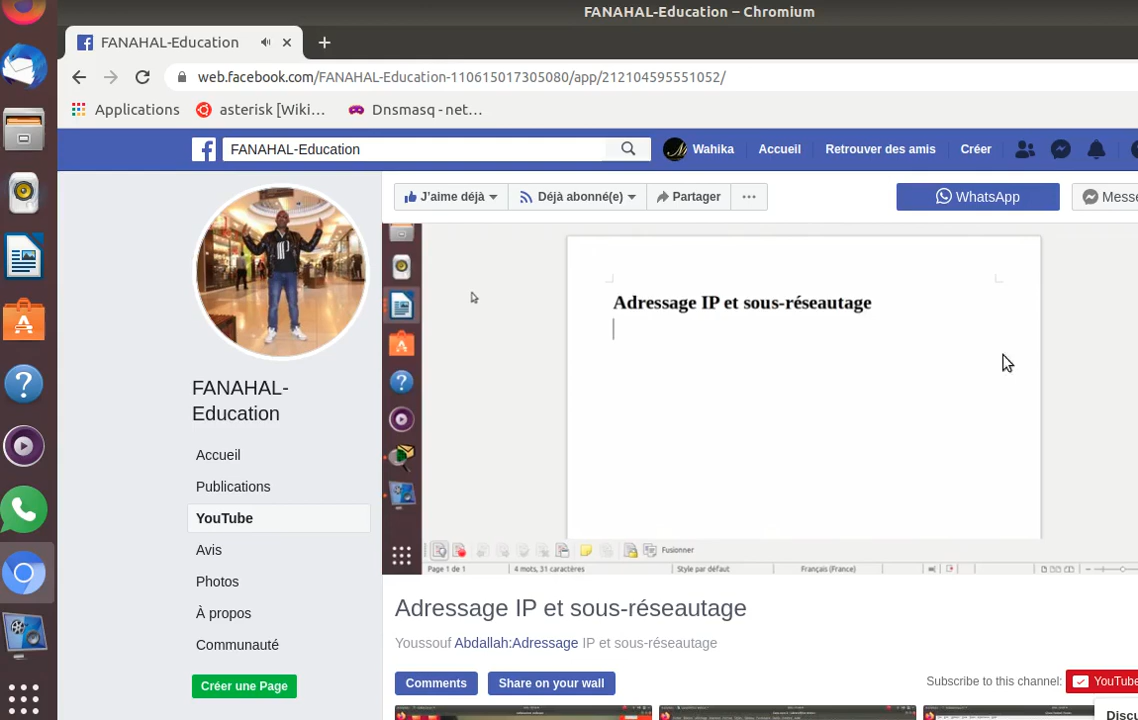 FANAHAL-Education – Chromium
FANAHAL-Education
web.facebook.com/FANAHAL-Education-110615017305080/app/212104595551052/
Applications asterisk [Wiki… Dnsmasq - net…
FANAHAL-Education Wahika Accueil Retrouver des amis Créer
J'aime déjà Déjà abonné(e) Partager ... WhatsApp Messe
Adressage IP et sous-réseautage
FANAHAL-
Education
Accueil
Publications
YouTube
Avis
Photos
À propos
Communauté
Créer une Page
Fusionner
Page 1 de 1 4 mots, 31 caractères Style par défaut Français (France)
Adressage IP et sous-réseautage
Youssouf Abdallah:Adressage IP et sous-réseautage
Comments Share on your wall
Subscribe to this channel: YouTube
Discu